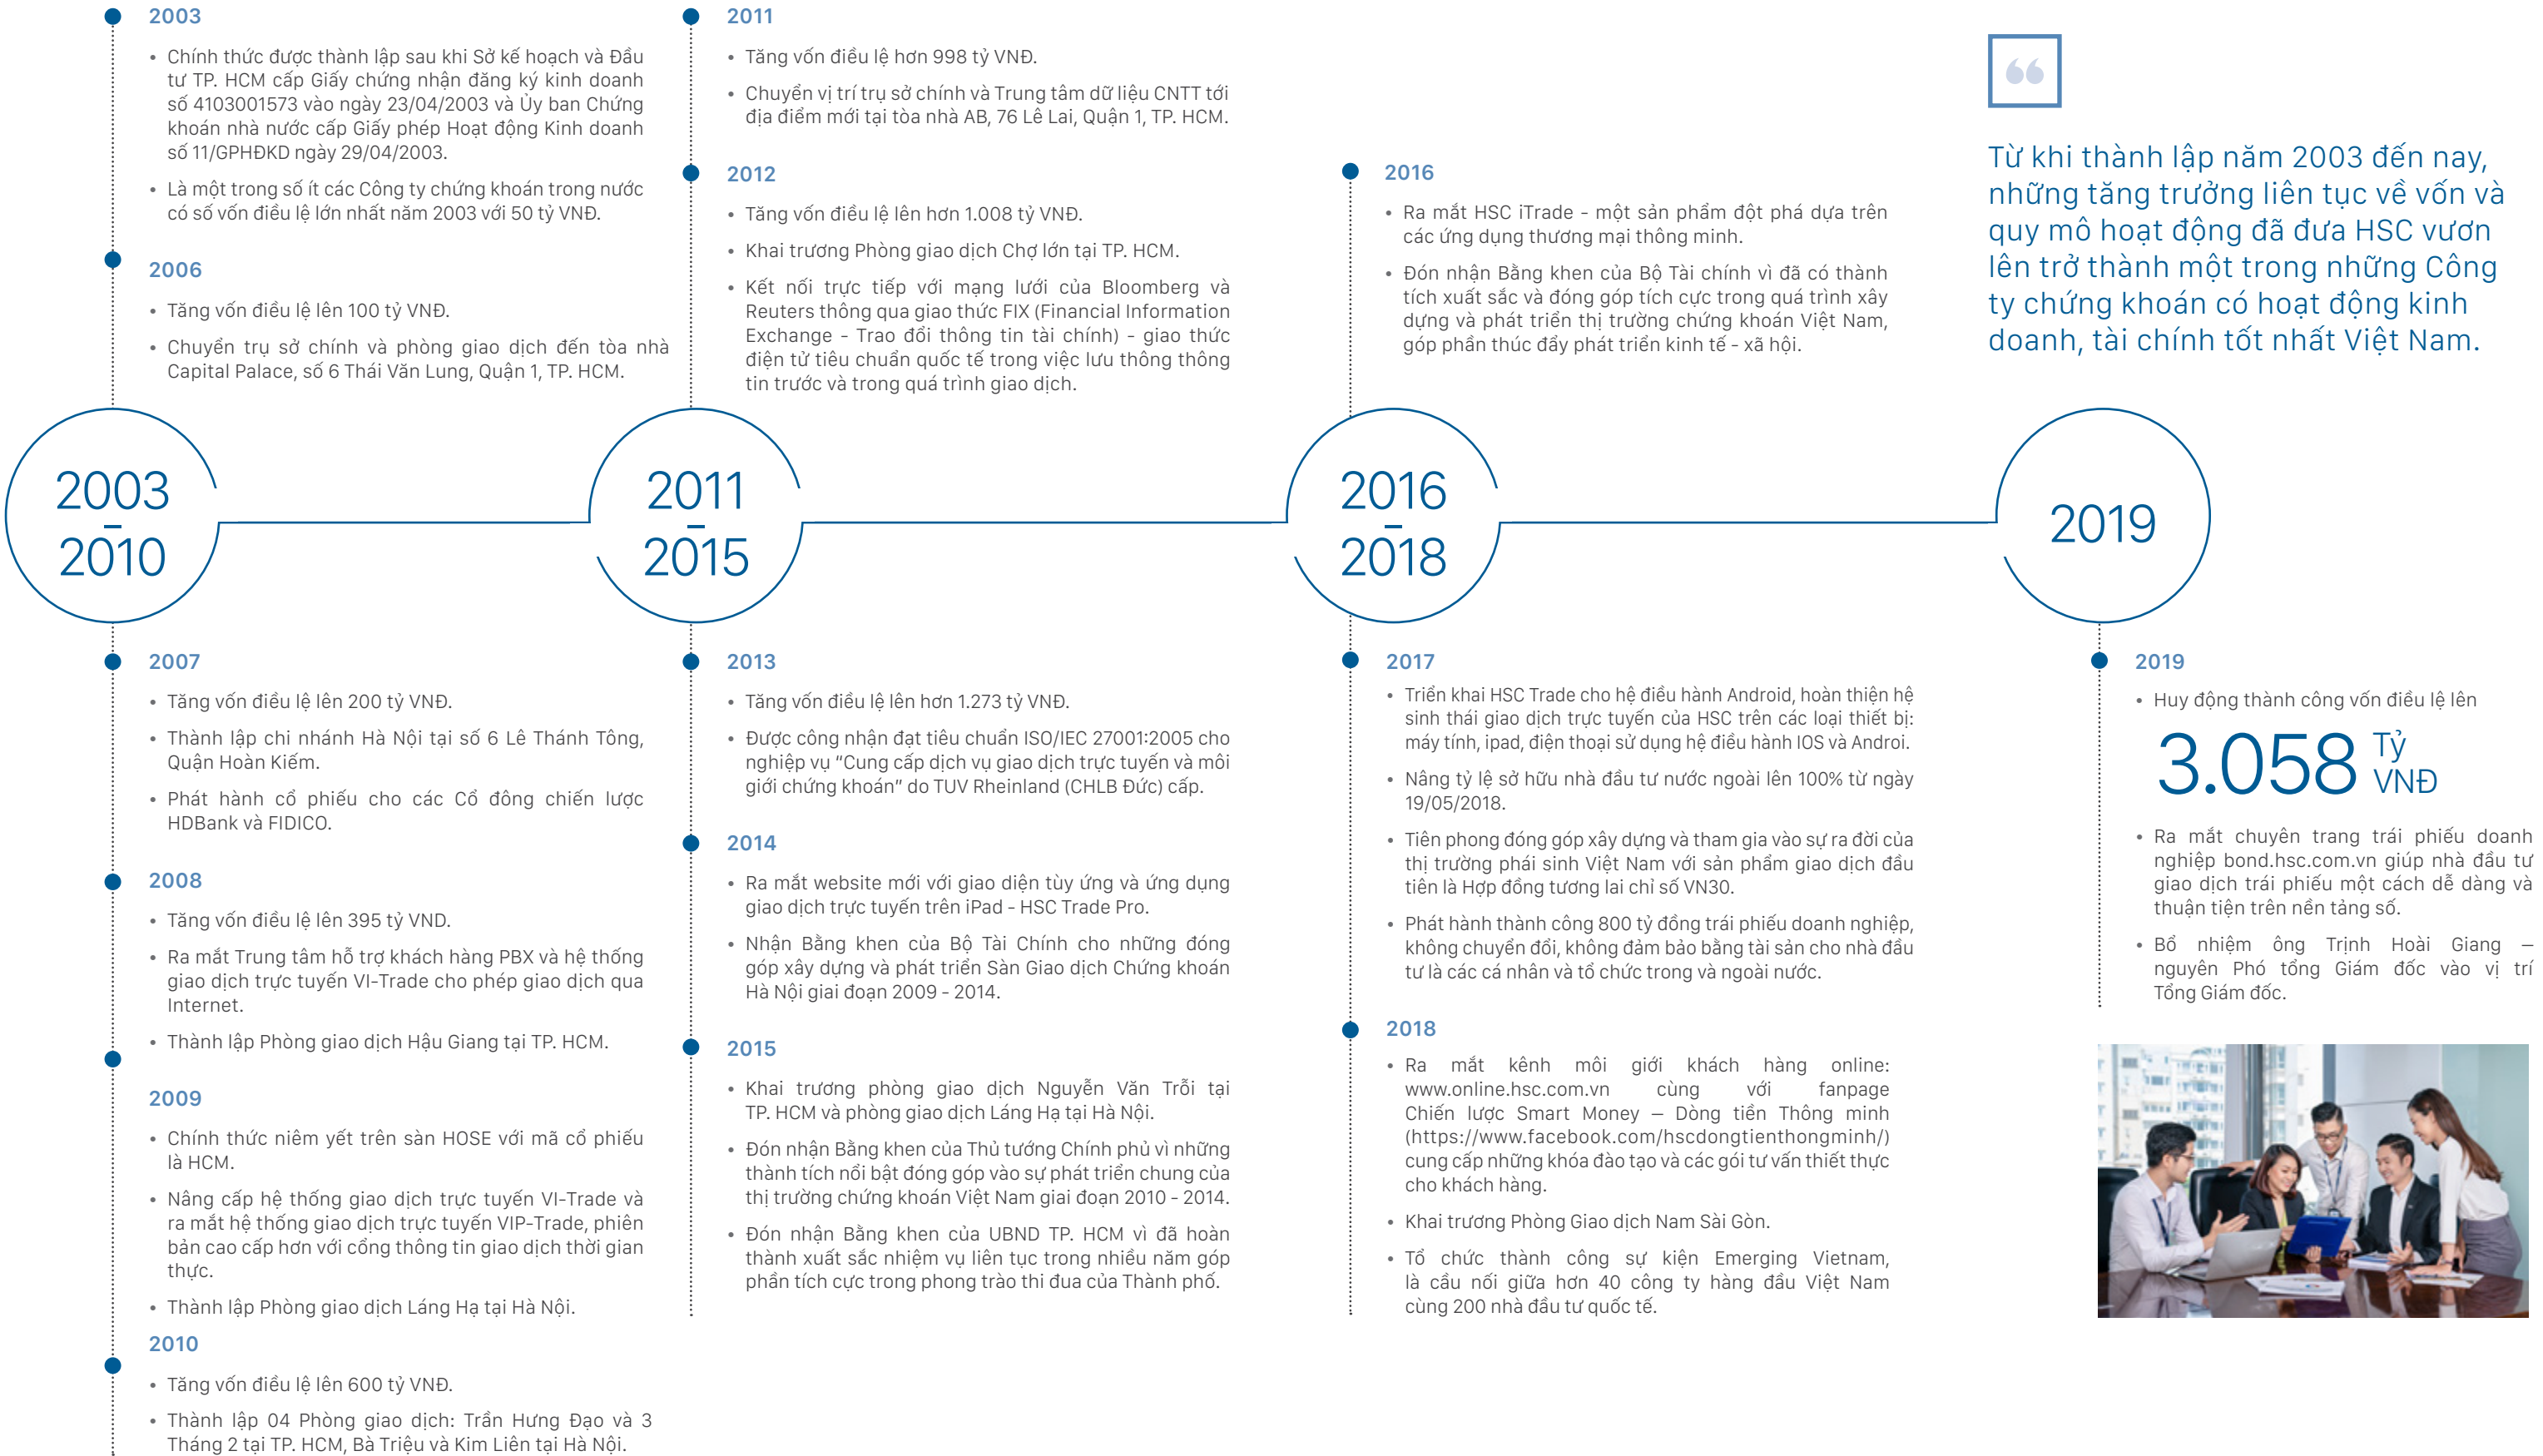 2003
• Chính thức được thành lập sau khi Sở kế hoạch và Đầu
tư TP. HCM cấp Giấy chứng nhận đăng ký kinh doanh
số 4103001573 vào ngày 23/04/2003 và Ủy ban Chứng
khoán nhà nước cấp Giấy phép Hoạt động Kinh doanh
số 11/GPHĐKD ngày 29/04/2003.
• Là một trong số ít các Công ty chứng khoán trong nước
có số vốn điều lệ lớn nhất năm 2003 với 50 tỷ VNĐ.
2006
• Tăng vốn điều lệ lên 100 tỷ VNĐ.
• Chuyển trụ sở chính và phòng giao dịch đến tòa nhà
Capital Palace, số 6 Thái Văn Lung, Quận 1, TP. HCM.
2003
–
2010
2007
• Tăng vốn điều lệ lên 200 tỷ VNĐ.
• Thành lập chi nhánh Hà Nội tại số 6 Lê Thánh Tông,
Quận Hoàn Kiếm.
• Phát hành cổ phiếu cho các Cổ đông chiến lược
HDBank và FIDICO.
2008
• Tăng vốn điều lệ lên 395 tỷ VND.
• Ra mắt Trung tâm hỗ trợ khách hàng PBX và hệ thống
giao dịch trực tuyến VI-Trade cho phép giao dịch qua
Internet.
• Thành lập Phòng giao dịch Hậu Giang tại TP. HCM.
2009
• Chính thức niêm yết trên sàn HOSE với mã cổ phiếu
là HCM.
• Nâng cấp hệ thống giao dịch trực tuyến VI-Trade và
ra mắt hệ thống giao dịch trực tuyến VIP-Trade, phiên
bản cao cấp hơn với cổng thông tin giao dịch thời gian
thực.
• Thành lập Phòng giao dịch Láng Hạ tại Hà Nội.
2010
• Tăng vốn điều lệ lên 600 tỷ VNĐ.
• Thành lập 04 Phòng giao dịch: Trần Hưng Đạo và 3
Tháng 2 tại TP. HCM, Bà Triệu và Kim Liên tại Hà Nội.
2011
• Tăng vốn điều lệ hơn 998 tỷ VNĐ.
• Chuyển vị trí trụ sở chính và Trung tâm dữ liệu CNTT tới
địa điểm mới tại tòa nhà AB, 76 Lê Lai, Quận 1, TP. HCM.
2012
• Tăng vốn điều lệ lên hơn 1.008 tỷ VNĐ.
• Khai trương Phòng giao dịch Chợ lớn tại TP. HCM.
• Kết nối trực tiếp với mạng lưới của Bloomberg và
Reuters thông qua giao thức FIX (Financial Information
Exchange - Trao đổi thông tin tài chính) - giao thức
điện tử tiêu chuẩn quốc tế trong việc lưu thông thông
tin trước và trong quá trình giao dịch.
2011
–
2015
2013
• Tăng vốn điều lệ lên hơn 1.273 tỷ VNĐ.
• Được công nhận đạt tiêu chuẩn ISO/IEC 27001:2005 cho
nghiệp vụ “Cung cấp dịch vụ giao dịch trực tuyến và môi
giới chứng khoán” do TUV Rheinland (CHLB Đức) cấp.
2014
• Ra mắt website mới với giao diện tùy ứng và ứng dụng
giao dịch trực tuyến trên iPad - HSC Trade Pro.
• Nhận Bằng khen của Bộ Tài Chính cho những đóng
góp xây dựng và phát triển Sàn Giao dịch Chứng khoán
Hà Nội giai đoạn 2009 - 2014.
2015
• Khai trương phòng giao dịch Nguyễn Văn Trỗi tại
TP. HCM và phòng giao dịch Láng Hạ tại Hà Nội.
• Đón nhận Bằng khen của Thủ tướng Chính phủ vì những
thành tích nổi bật đóng góp vào sự phát triển chung của
thị trường chứng khoán Việt Nam giai đoạn 2010 - 2014.
• Đón nhận Bằng khen của UBND TP. HCM vì đã hoàn
thành xuất sắc nhiệm vụ liên tục trong nhiều năm góp
phần tích cực trong phong trào thi đua của Thành phố.
2016
• Ra mắt HSC iTrade - một sản phẩm đột phá dựa trên
các ứng dụng thương mại thông minh.
• Đón nhận Bằng khen của Bộ Tài chính vì đã có thành
tích xuất sắc và đóng góp tích cực trong quá trình xây
dựng và phát triển thị trường chứng khoán Việt Nam,
góp phần thúc đẩy phát triển kinh tế - xã hội.
2016
–
2018
2017
• Triển khai HSC Trade cho hệ điều hành Android, hoàn thiện hệ
sinh thái giao dịch trực tuyến của HSC trên các loại thiết bị:
máy tính, ipad, điện thoại sử dụng hệ điều hành IOS và Androi.
• Nâng tỷ lệ sở hữu nhà đầu tư nước ngoài lên 100% từ ngày
19/05/2018.
• Tiên phong đóng góp xây dựng và tham gia vào sự ra đời của
thị trường phái sinh Việt Nam với sản phẩm giao dịch đầu
tiên là Hợp đồng tương lai chỉ số VN30.
• Phát hành thành công 800 tỷ đồng trái phiếu doanh nghiệp,
không chuyển đổi, không đảm bảo bằng tài sản cho nhà đầu
tư là các cá nhân và tổ chức trong và ngoài nước.
2018
• Ra mắt kênh môi giới khách hàng online:
www.online.hsc.com.vn cùng với fanpage
Chiến lược Smart Money – Dòng tiền Thông minh
(https://www.facebook.com/hscdongtienthongminh/)
cung cấp những khóa đào tạo và các gói tư vấn thiết thực
cho khách hàng.
• Khai trương Phòng Giao dịch Nam Sài Gòn.
• Tổ chức thành công sự kiện Emerging Vietnam,
là cầu nối giữa hơn 40 công ty hàng đầu Việt Nam
cùng 200 nhà đầu tư quốc tế.
“
Từ khi thành lập năm 2003 đến nay,
những tăng trưởng liên tục về vốn và
quy mô hoạt động đã đưa HSC vươn
lên trở thành một trong những Công
ty chứng khoán có hoạt động kinh
doanh, tài chính tốt nhất Việt Nam.
2019
2019
• Huy động thành công vốn điều lệ lên
3.058 Tỷ
VNĐ
• Ra mắt chuyên trang trái phiếu doanh
nghiệp bond.hsc.com.vn giúp nhà đầu tư
giao dịch trái phiếu một cách dễ dàng và
thuận tiện trên nền tảng số.
• Bổ nhiệm ông Trịnh Hoài Giang –
nguyên Phó tổng Giám đốc vào vị trí
Tổng Giám đốc.